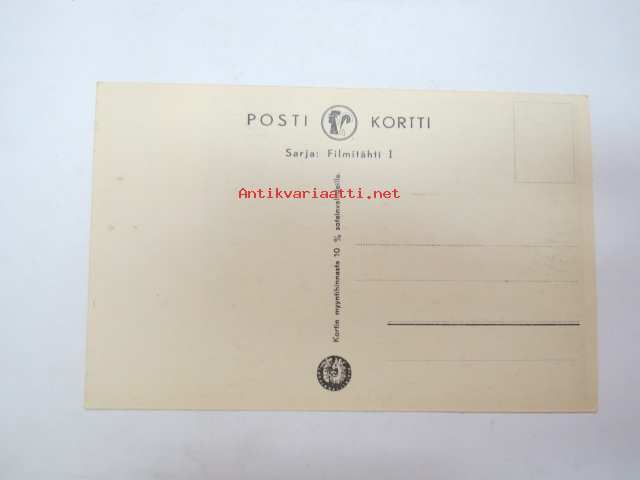 POSTI KORTTI
Sarja: Filmitähti I
Antikvariaatti.net
Kortin myyntihinnasta 10 % sotainvalideille.